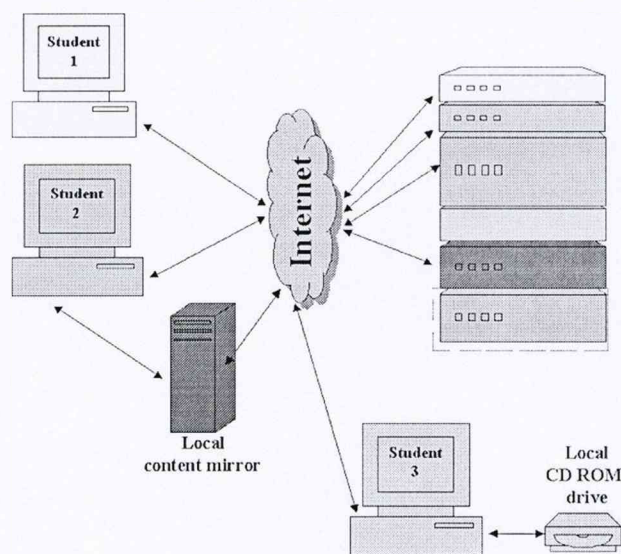 Student
1
Student
2
Internet
Local
content mirror
Student
3
Local
CD ROM
drive